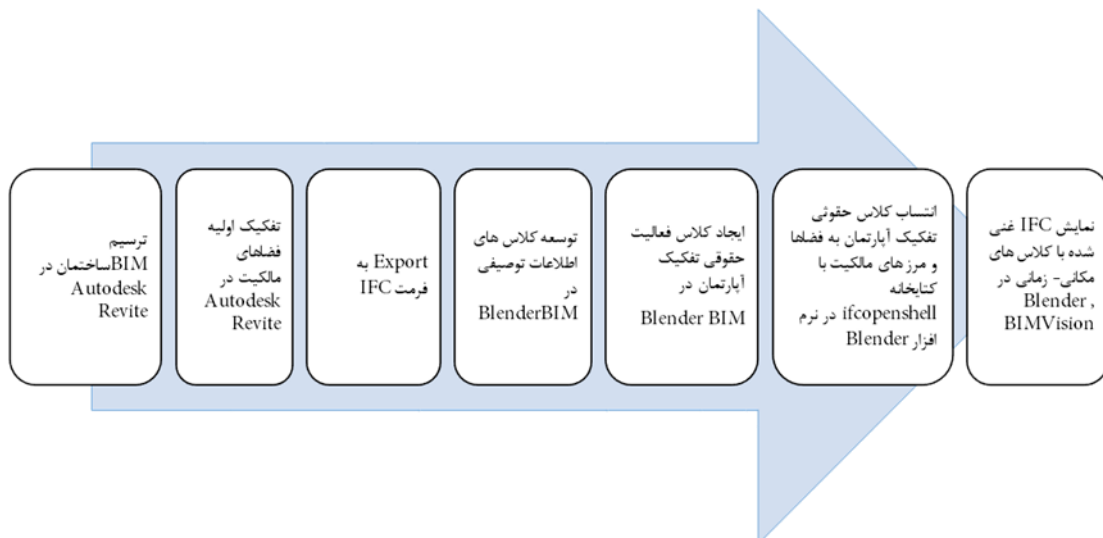 ترسیم
BIMساختمان در
Autodesk
Revite
تفکیک اولیه
فضاهای
مالکیت در
Autodesk
Revite
Export به
فرمت IFC
توسعه کلاس های
اطلاعات توصیفی
در
BlenderBIM
ایجاد کلاس فعالیت
حقوقی تفکیک
آپارتمان در
Blender BIM
انتساب کلاس حقوثی
تفکیک آپارتمان به فضاها
و مرز های مالکیت با
کتابخانه
ifcopenshell در نرم
افزار Blender
نمایش IFC غنی
شده با کلاس های
مکانی- زمانی در
Blender ,
BIMVision